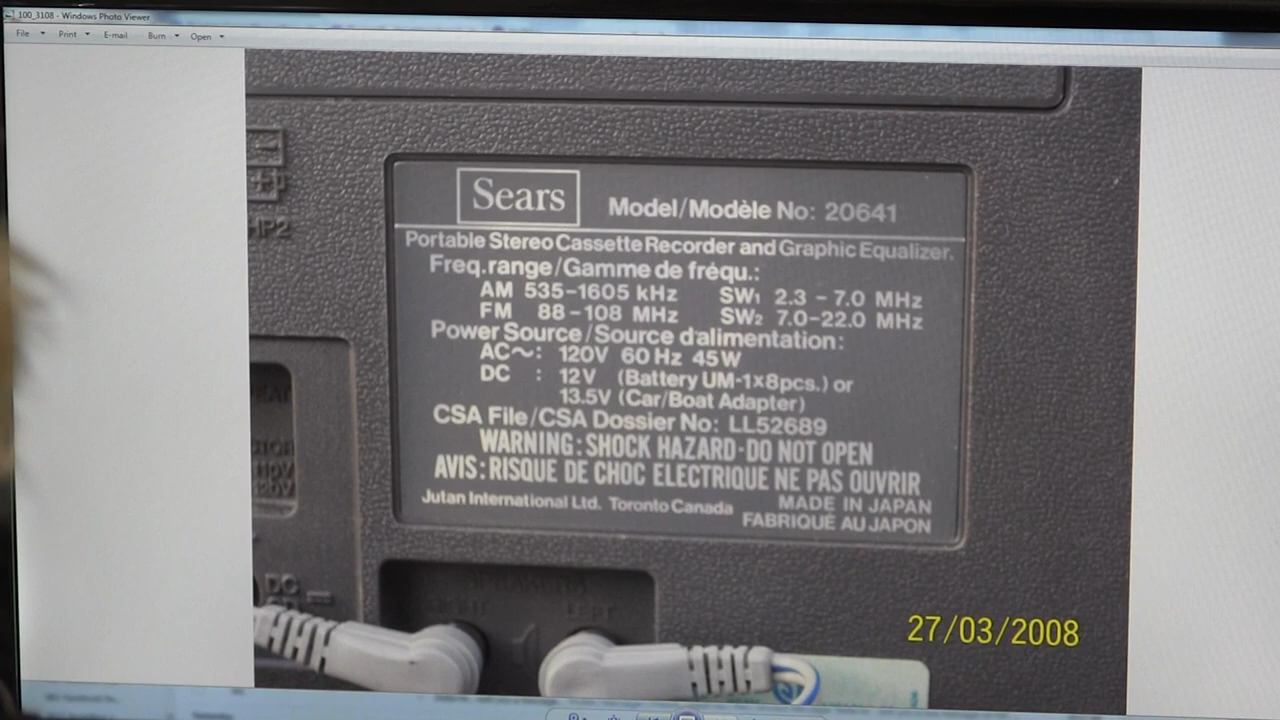 100_3108 - Windows Photo Viewer
File Print E-mail Burn Open
HP2
Sears Model/Modèle No: 20641
Portable Stereo Cassette Recorder and Graphic Equalizer.
Freq.range/Gamme de fréqu.:
AM 535-1605 kHz SW1 2.3 - 7.0 MHz
FM 88-108 MHz SW2 7.0-22.0 MHz
Power Source/Source d'alimentation:
AC~: 120V 60Hz 45W
DC : 12V (Battery UM-1x8pcs.) or
13.5V (Car/Boat Adapter)
CSA File/CSA Dossier No: LL52689
WARNING: SHOCK HAZARD-DO NOT OPEN
AVIS: RISQUE DE CHOC ELECTRIQUE NE PAS OUVRIR
Jutan International Ltd. Toronto Canada MADE IN JAPAN
FABRIQUÉ AU JAPON
DC
LEFT
27/03/2008